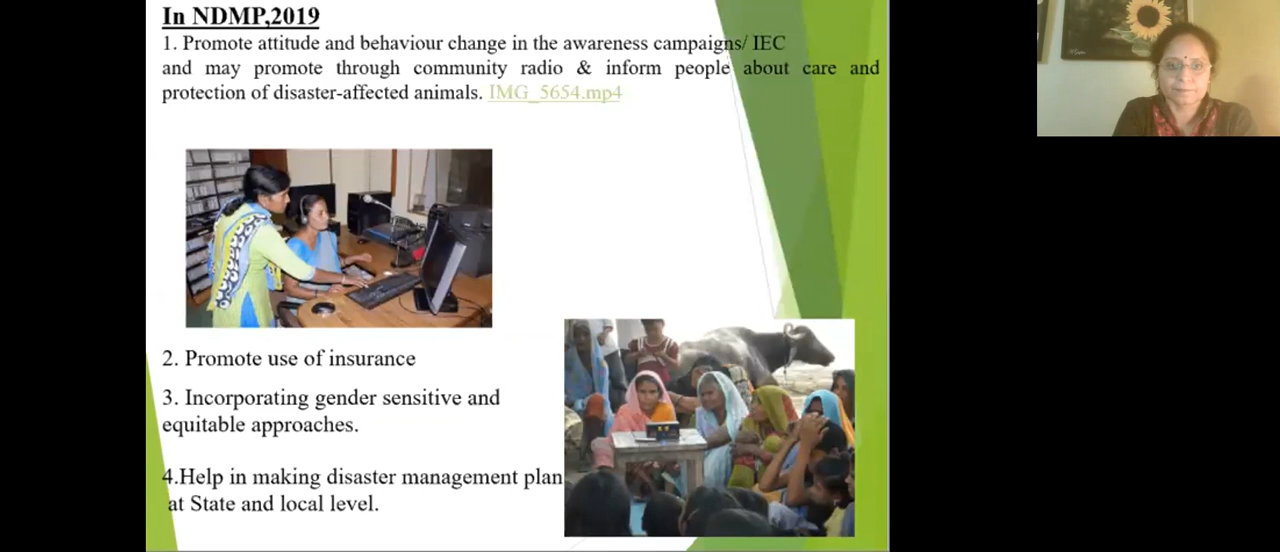 In NDMP,2019
1. Promote attitude and behaviour change in the awareness campaigns/ IEC
and may promote through community radio & inform people about care and
protection of disaster-affected animals. IMG_5654.mp4
2. Promote use of insurance
3. Incorporating gender sensitive and
equitable approaches.
4.Help in making disaster management plan
at State and local level.